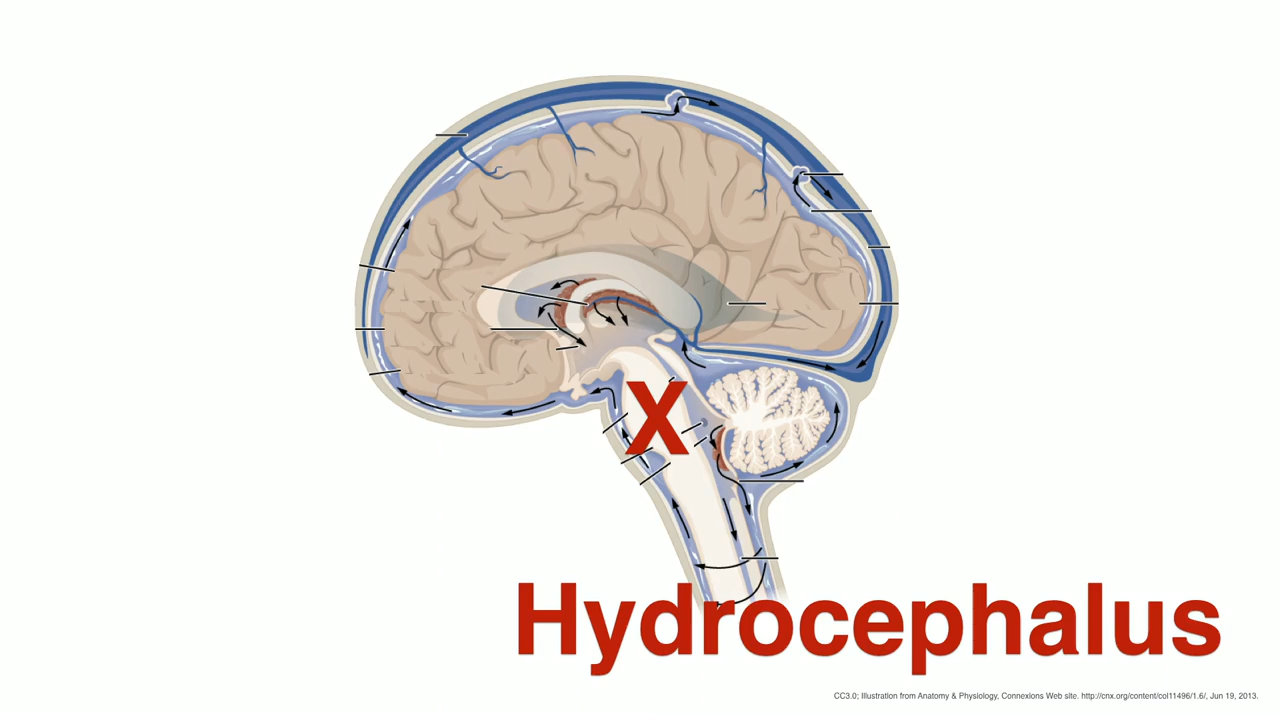 X
Hydrocephalus
CC3.0; Illustration from Anatomy & Physiology, Connexions Web site. http://cnx.org/content/col11496/1.6/, Jun 19, 2013.